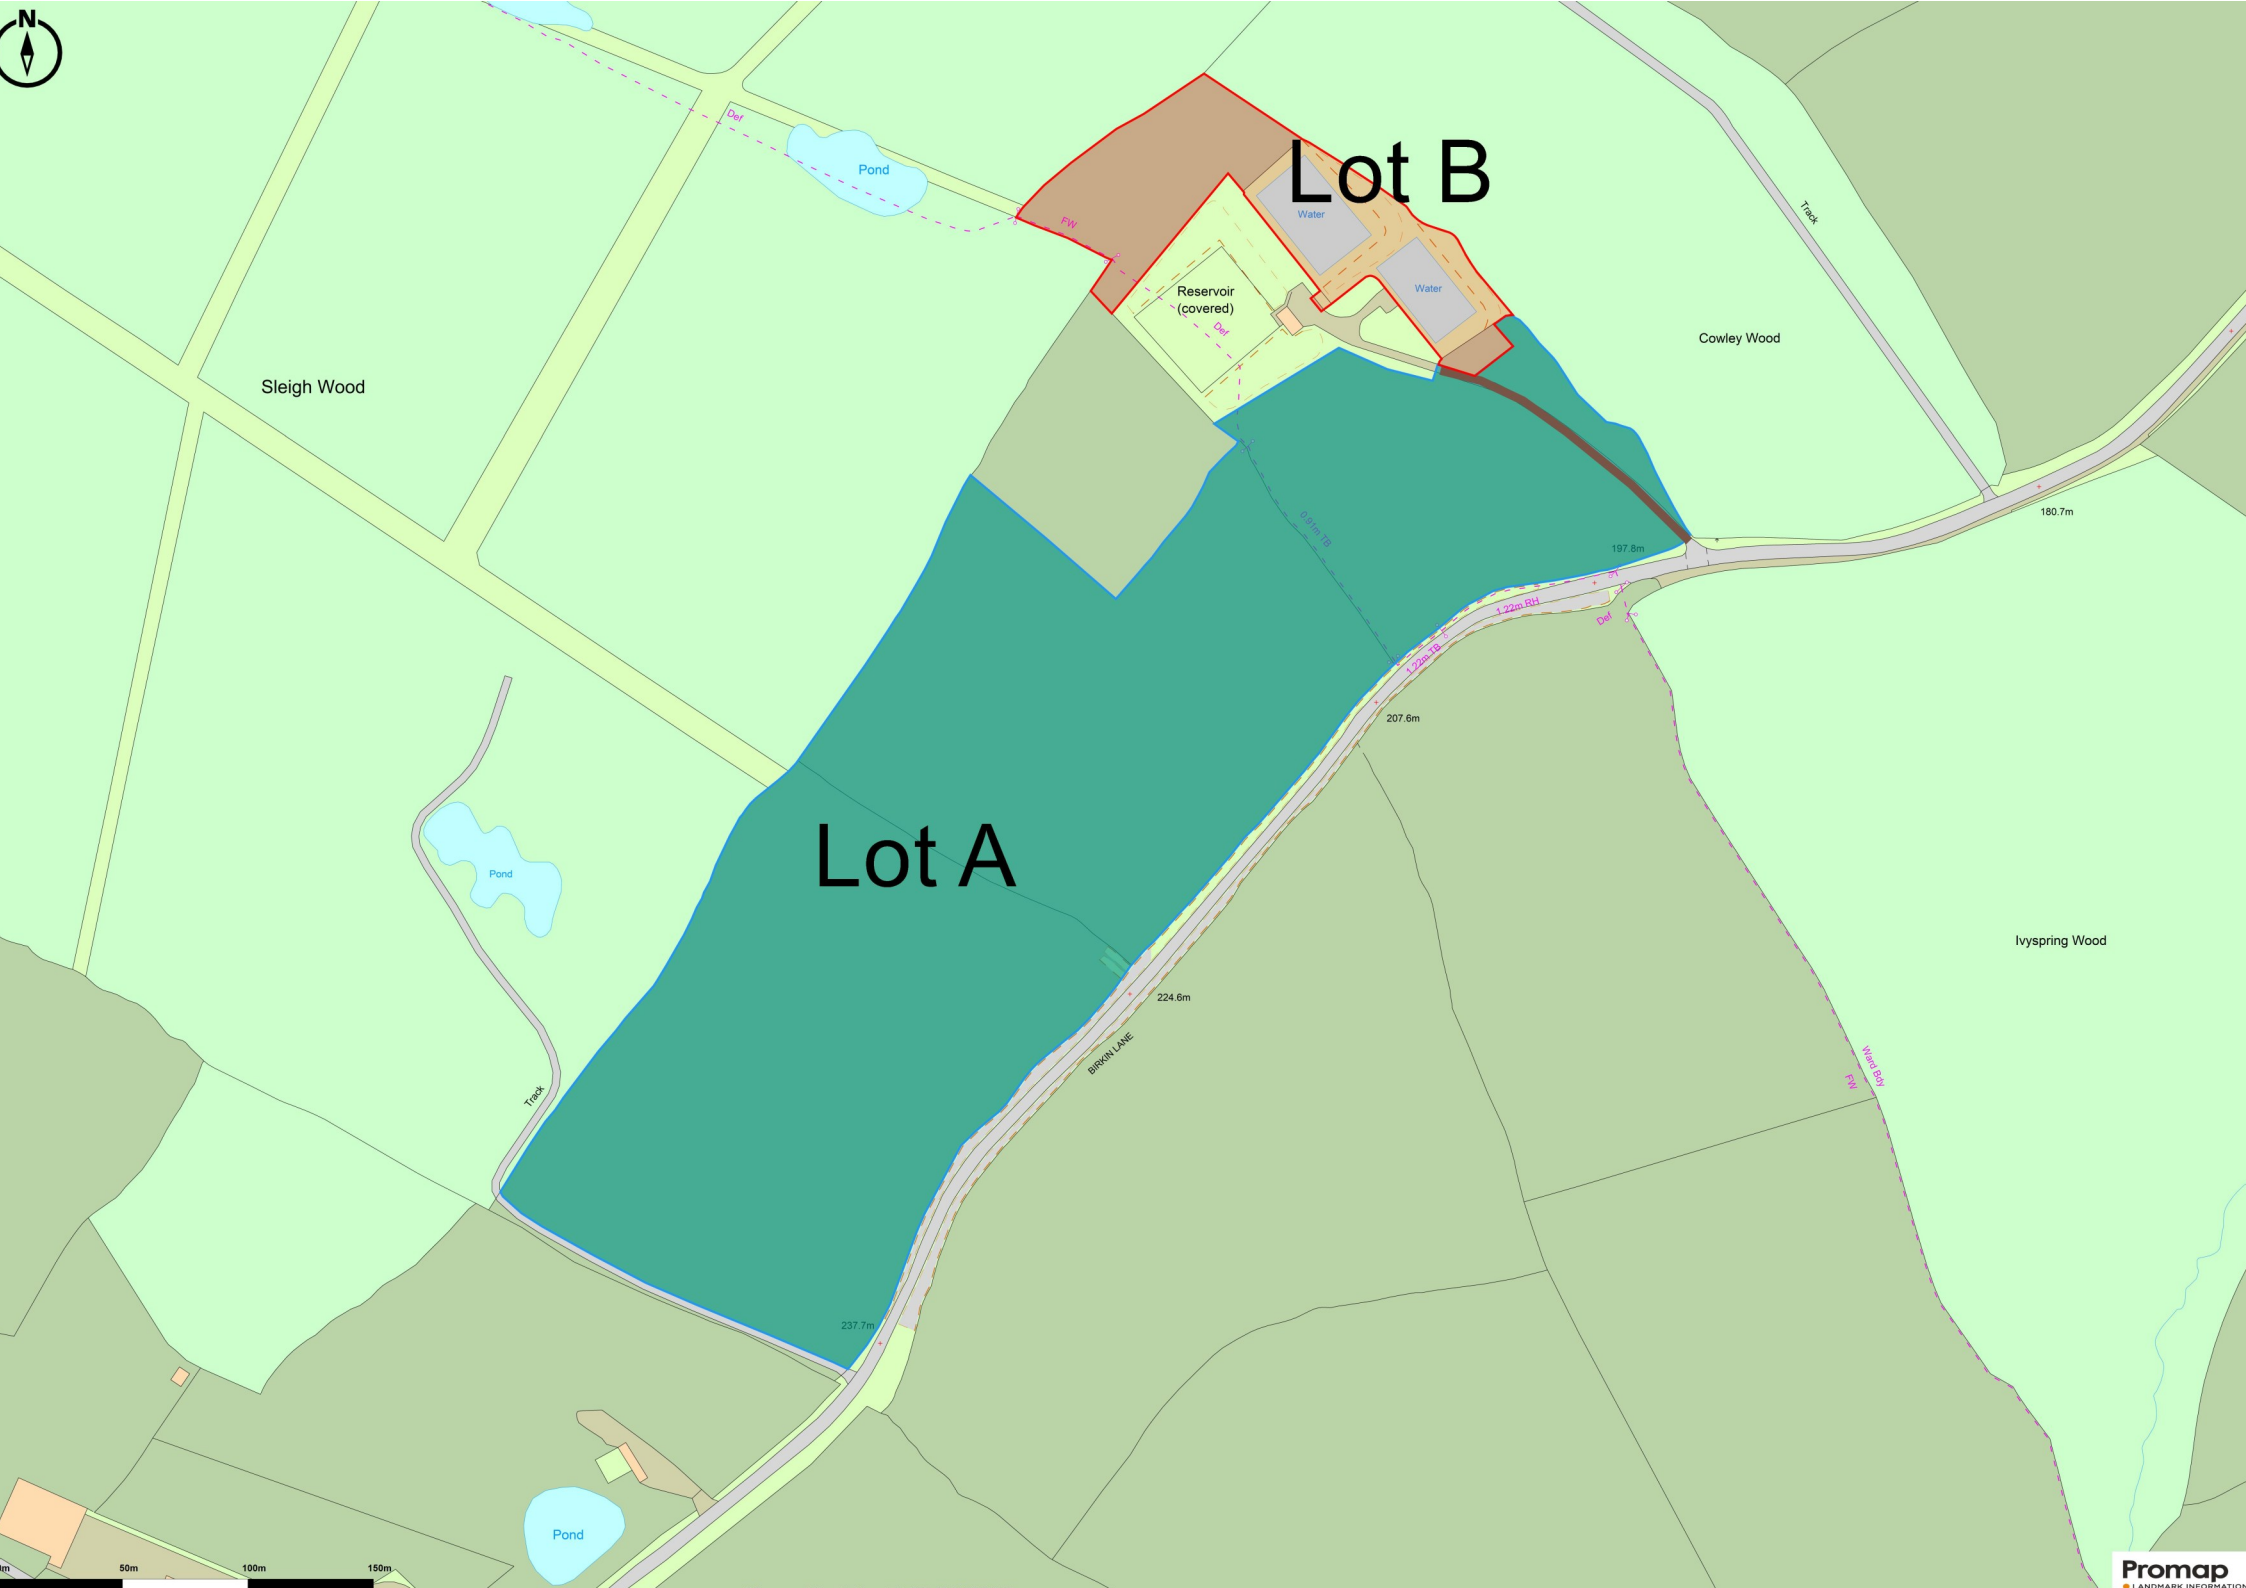 N
Def
Pond
FW
Lot B
Water
Water
Track
Reservoir
(covered)
Def
Cowley Wood
Sleigh Wood
180.7m
0.91m TB
197.8m
1.22m RH
Def
1.22m TB
207.6m
Lot A
Pond
Ivyspring Wood
224.6m
BIRKIN LANE
Ward Bdy
FW
Track
237.7m
Pond
50m
100m
150m
Promap
LANDMARK INFORMATION